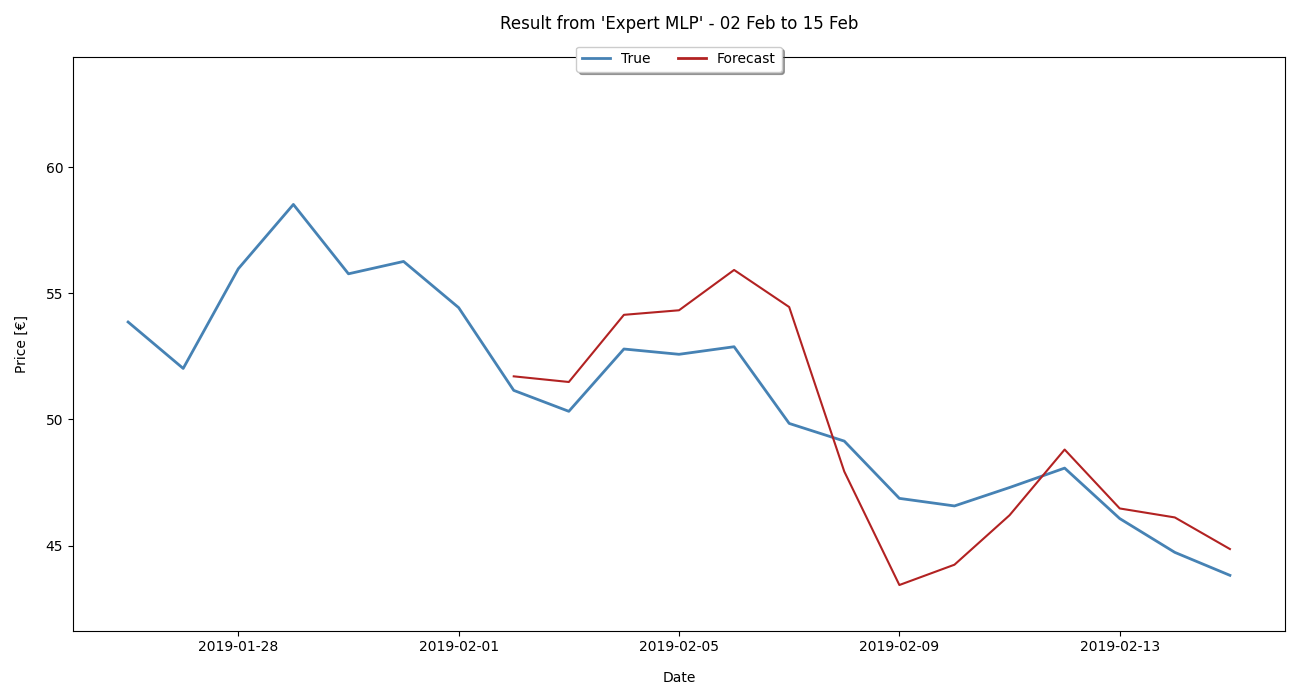 Result from 'Expert MLP' - 02 Feb to 15 Feb
True
Forecast
Price [€]
60
55
50
45
2019-01-28
2019-02-01
2019-02-05
2019-02-09
2019-02-13
Date